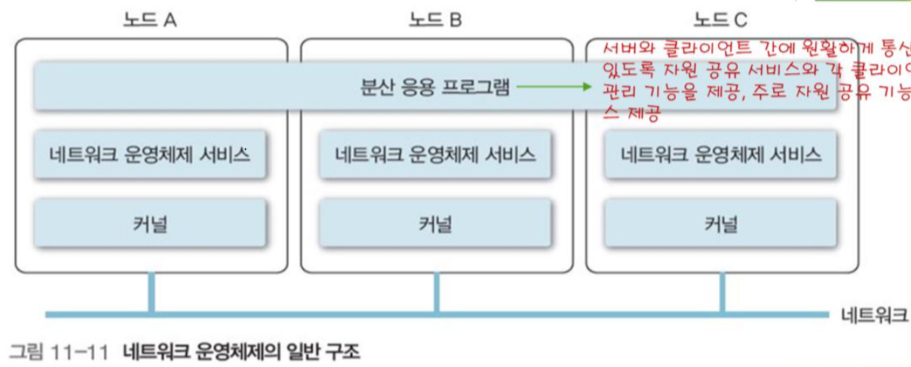 노드 A
노드 B
노드 C
서버와 클라이언트 간에 원활하게 통신
있도록 자원 공유 서비스와 각 클라이언
관리 기능을 제공, 주로 자원 공유 기능
스 제공
분산 응용 프로그램
네트워크 운영체제 서비스
네트워크 운영체제 서비스
네트워크 운영체제 서비스
커널
커널
커널
네트워크
그림 11-11 네트워크 운영체제의 일반 구조